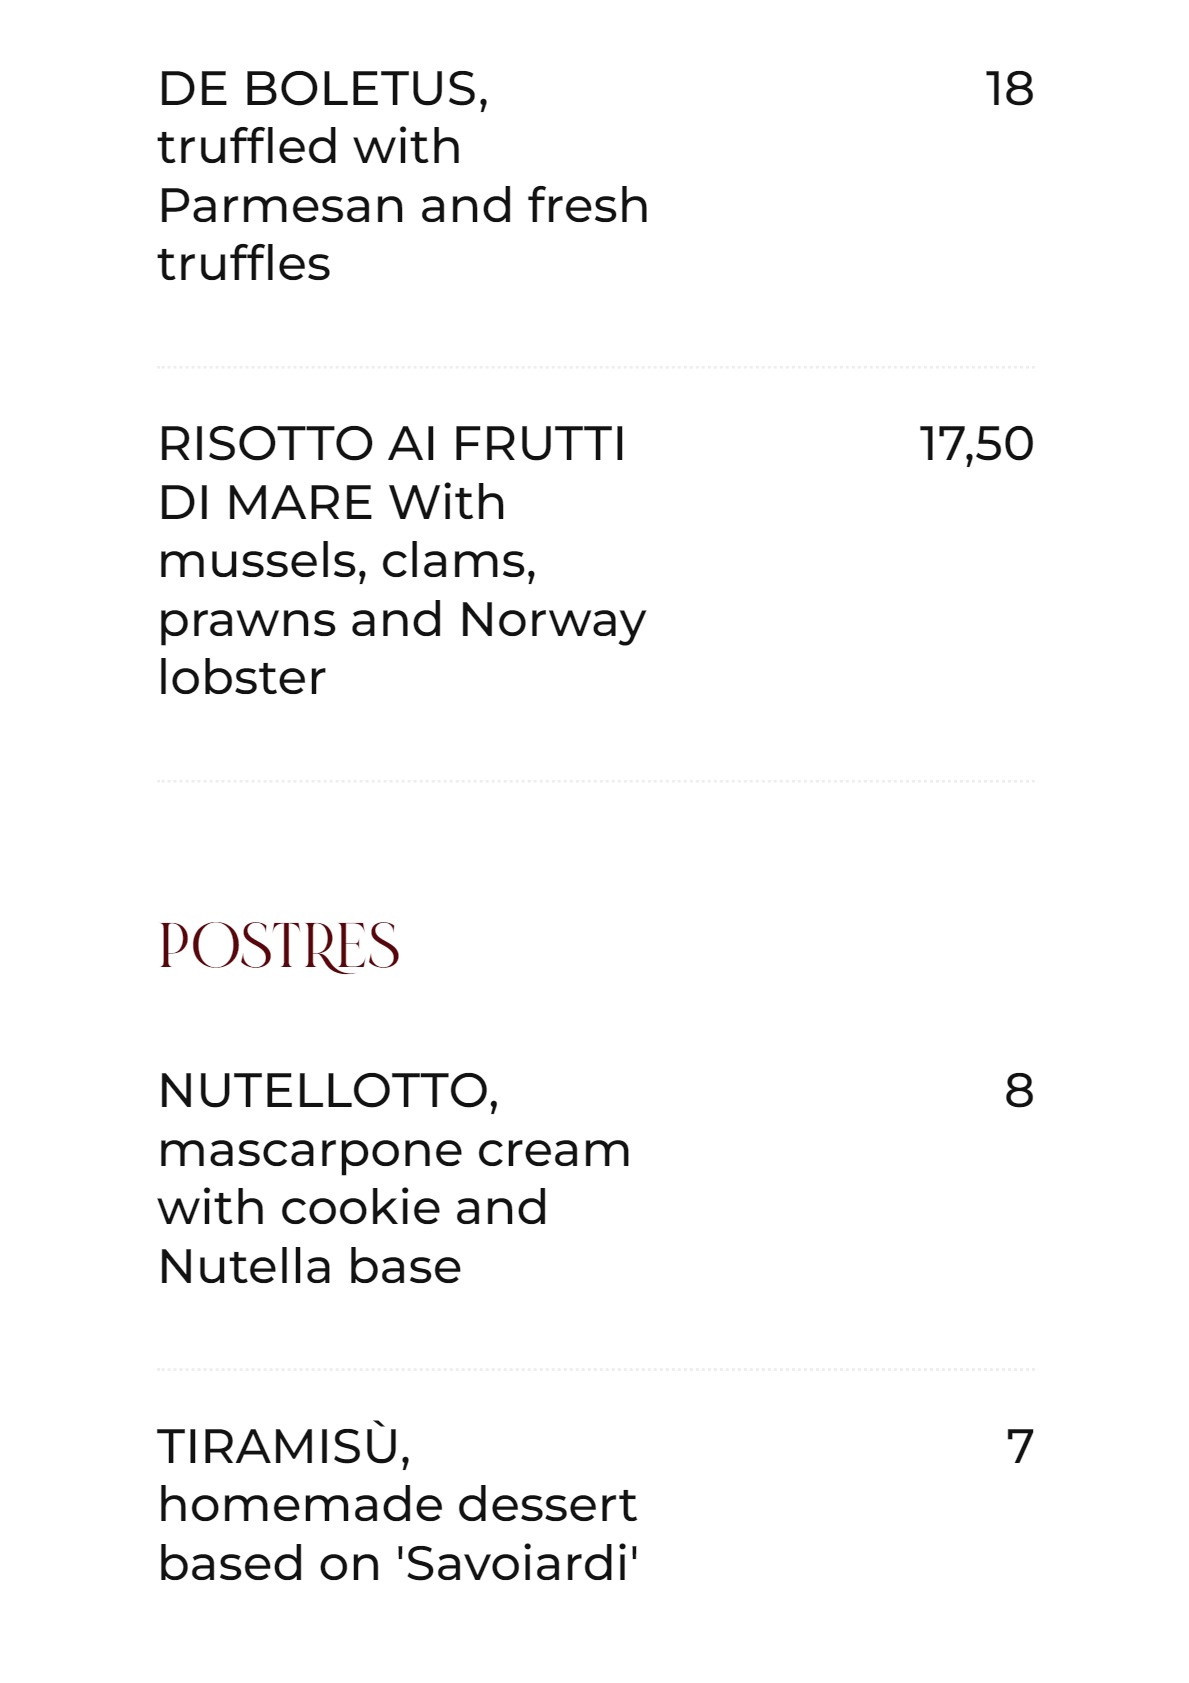 DE BOLETUS, 18
truffled with
Parmesan and fresh
truffles
RISOTTO AI FRUTTI 17,50
DI MARE With
mussels, clams,
prawns and Norway
lobster
POSTRES
NUTELLOTTO, 8
mascarpone cream
with cookie and
Nutella base
TIRAMISÙ, 7
homemade dessert
based on 'Savoiardi'